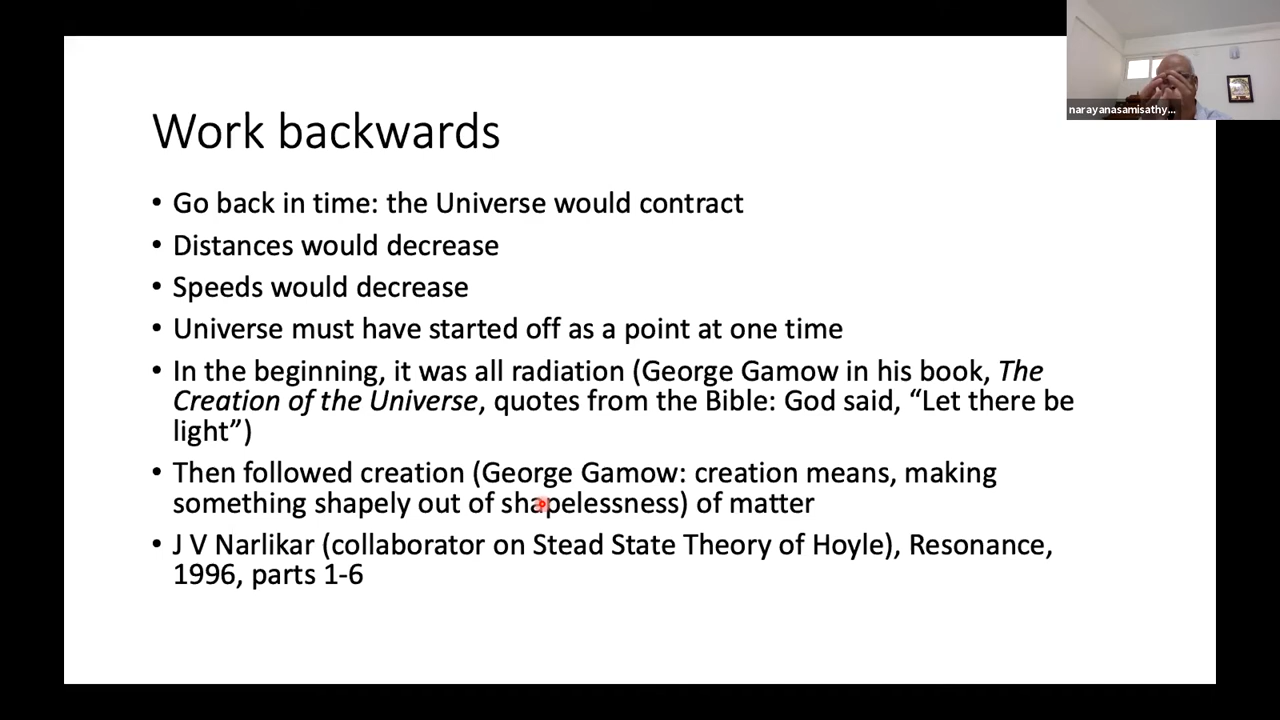 narayanasamisathy...
Work backwards
• Go back in time: the Universe would contract
• Distances would decrease
• Speeds would decrease
• Universe must have started off as a point at one time
• In the beginning, it was all radiation (George Gamow in his book, The
Creation of the Universe, quotes from the Bible: God said, “Let there be
light”)
• Then followed creation (George Gamow: creation means, making
something shapely out of shapelessness) of matter
• J V Narlikar (collaborator on Stead State Theory of Hoyle), Resonance,
1996, parts 1-6